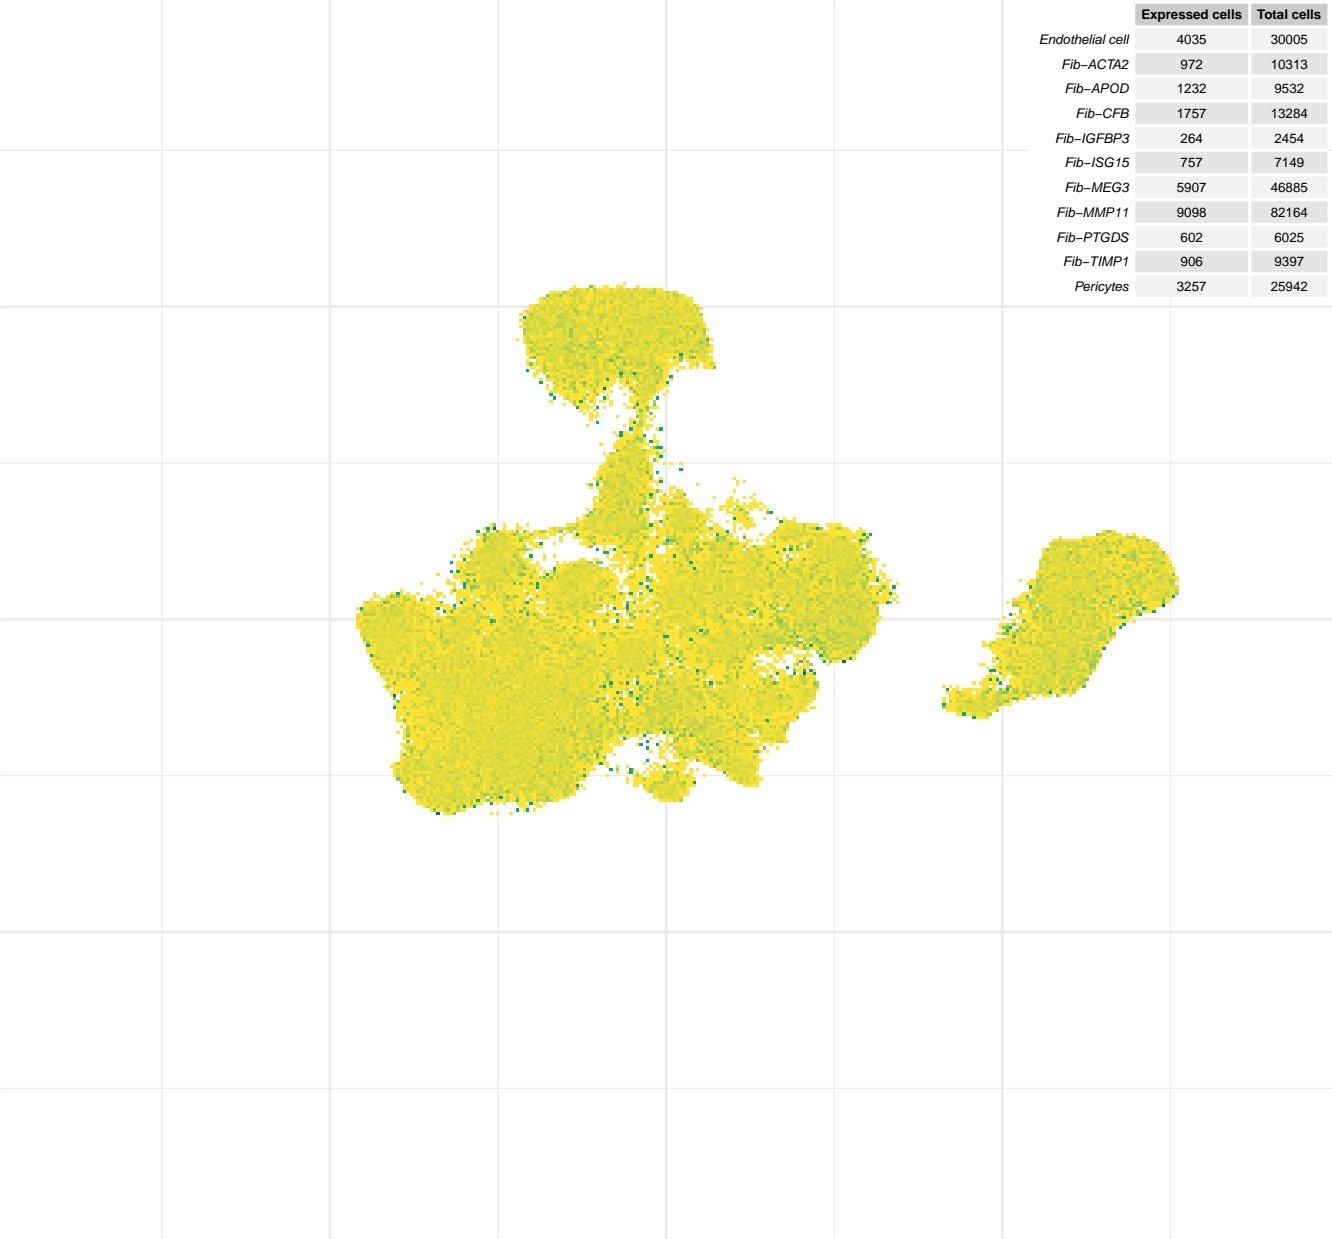 Expressed cells Total cells
Endothelial cell 4035 30005
Fib−ACTA2 972 10313
Fib−APOD 1232 9532
Fib−CFB 1757 13284
Fib−IGFBP3 264 2454
Fib−ISG15 757 7149
Fib−MEG3 5907 46885
Fib−MMP11 9098 82164
Fib−PTGDS 602 6025
Fib−TIMP1 906 9397
Pericytes 3257 25942